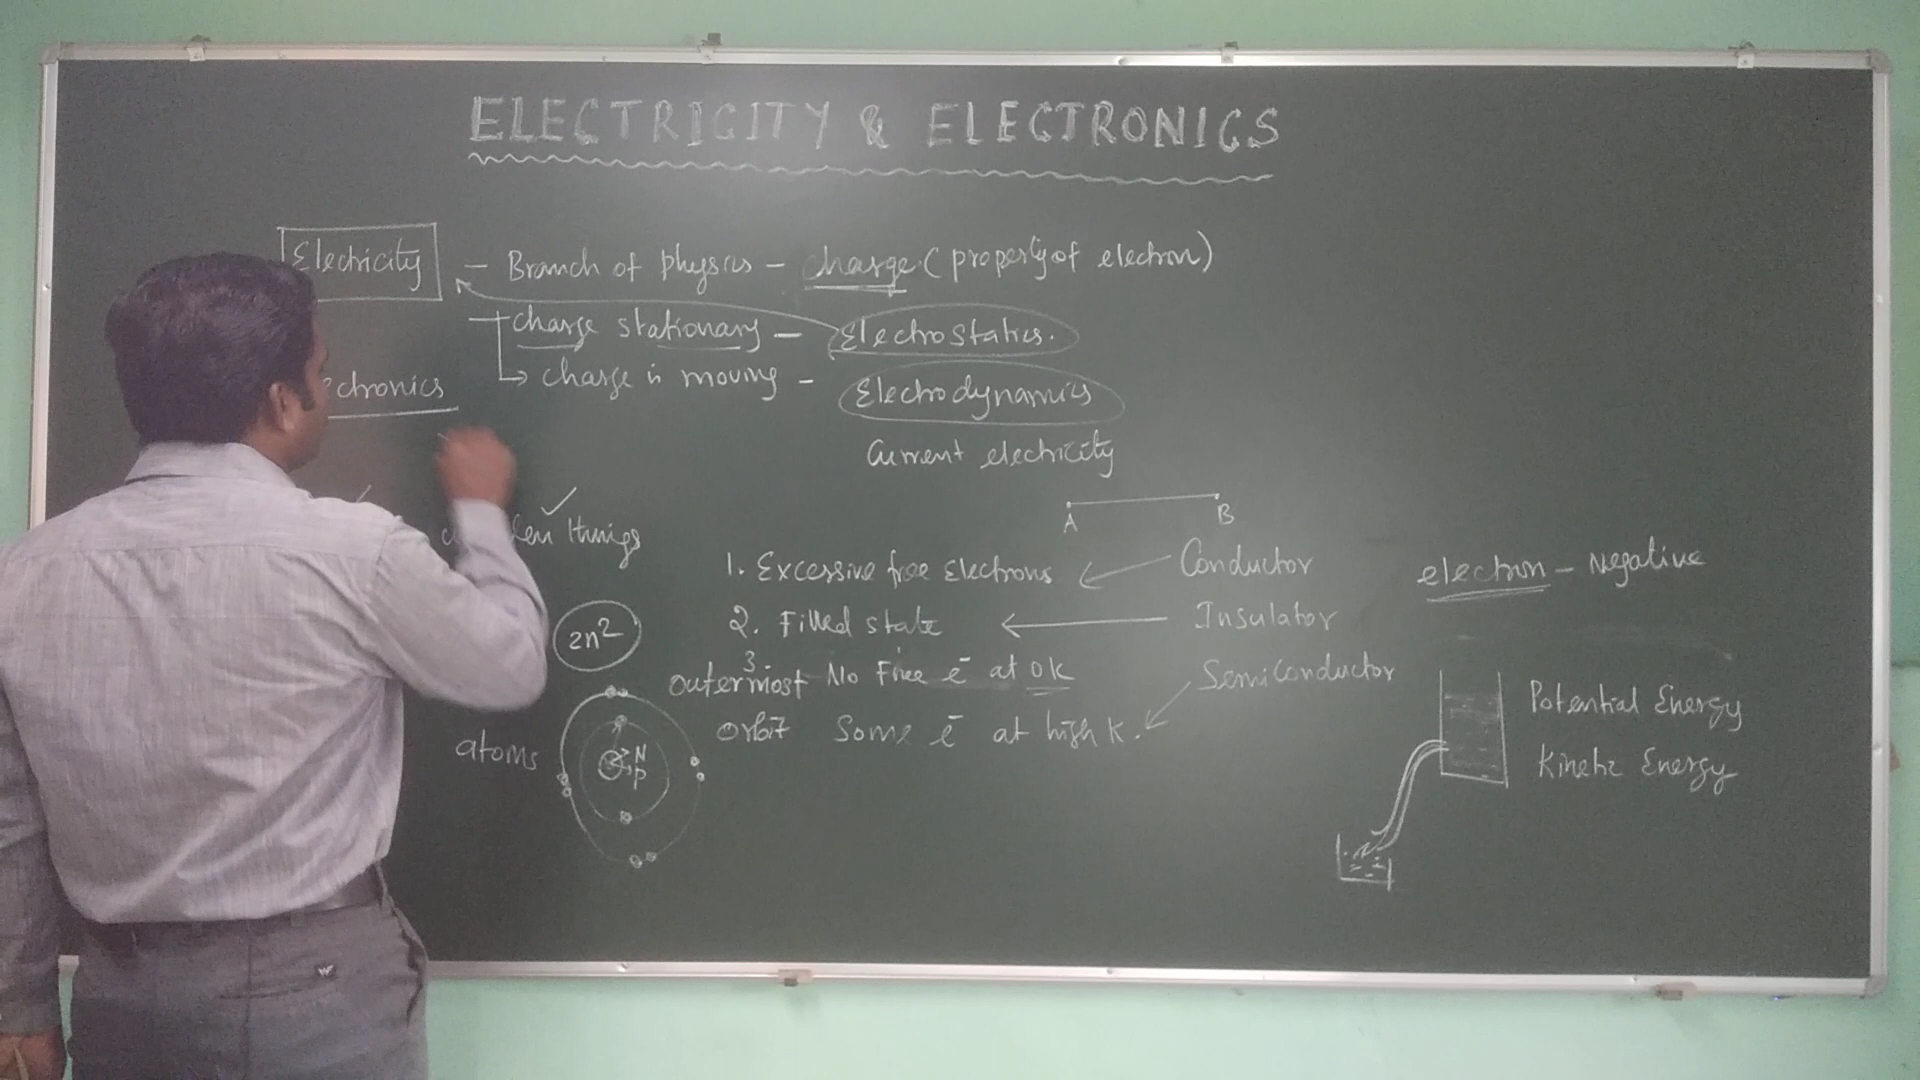 ELECTRICITY & ELECTRONICS
Electricity - Branch of physics - charge (property of electron)
charge stationary - Electrostatics.
charge is moving - Electrodynamics
ectronics
Current electricity
A B
things
1. Excessive free Electrons Conductor
2. Filled state Insulator
3. No Free e⁻ at 0K Semiconductor
Outermost orbit Some e⁻ at high K.
electron - Negative
2n²
atoms
N
P
Potential Energy
Kinetic Energy